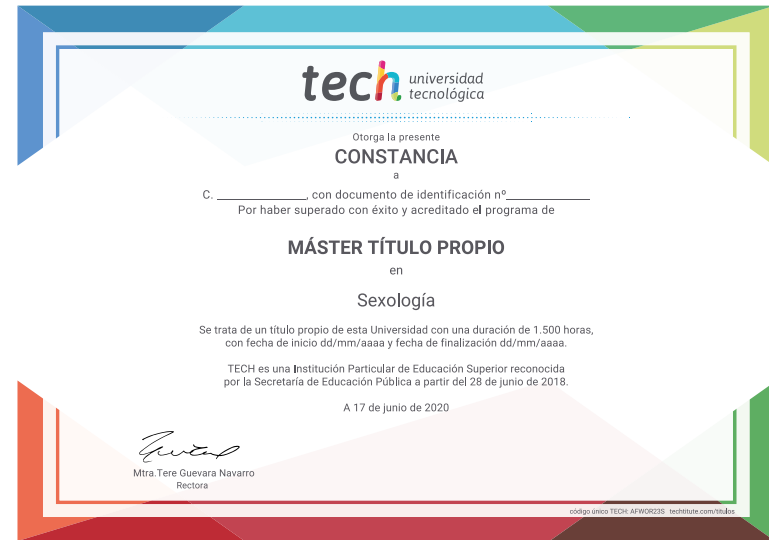 tech universidad
tecnológica
Otorga la presente
CONSTANCIA
a
C. ______________, con documento de identificación nº_____________
Por haber superado con éxito y acreditado el programa de
MÁSTER TÍTULO PROPIO
en
Sexología
Se trata de un título propio de esta Universidad con una duración de 1.500 horas,
con fecha de inicio dd/mm/aaaa y fecha de finalización dd/mm/aaaa.
TECH es una Institución Particular de Educación Superior reconocida
por la Secretaría de Educación Pública a partir del 28 de junio de 2018.
A 17 de junio de 2020
Mtra.Tere Guevara Navarro
Rectora
código único TECH: AFWOR23S techtitute.com/titulos